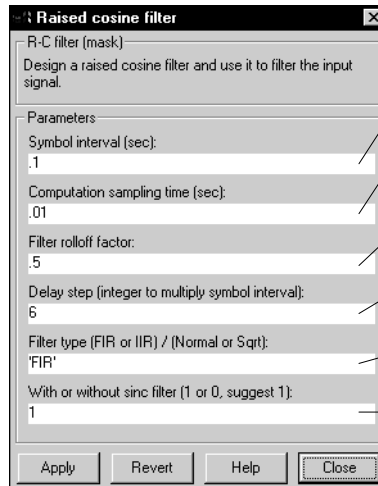 Raised cosine filter
R-C filter (mask)
Design a raised cosine filter and use it to filter the input
signal.
Parameters
Symbol interval (sec):
.1
Computation sampling time (sec):
.01
Filter rolloff factor:
.5
Delay step (integer to multiply symbol interval):
6
Filter type (FIR or IIR) / (Normal or Sqrt):
'FIR'
With or without sinc filter (1 or 0, suggest 1):
1
Apply Revert Help Close